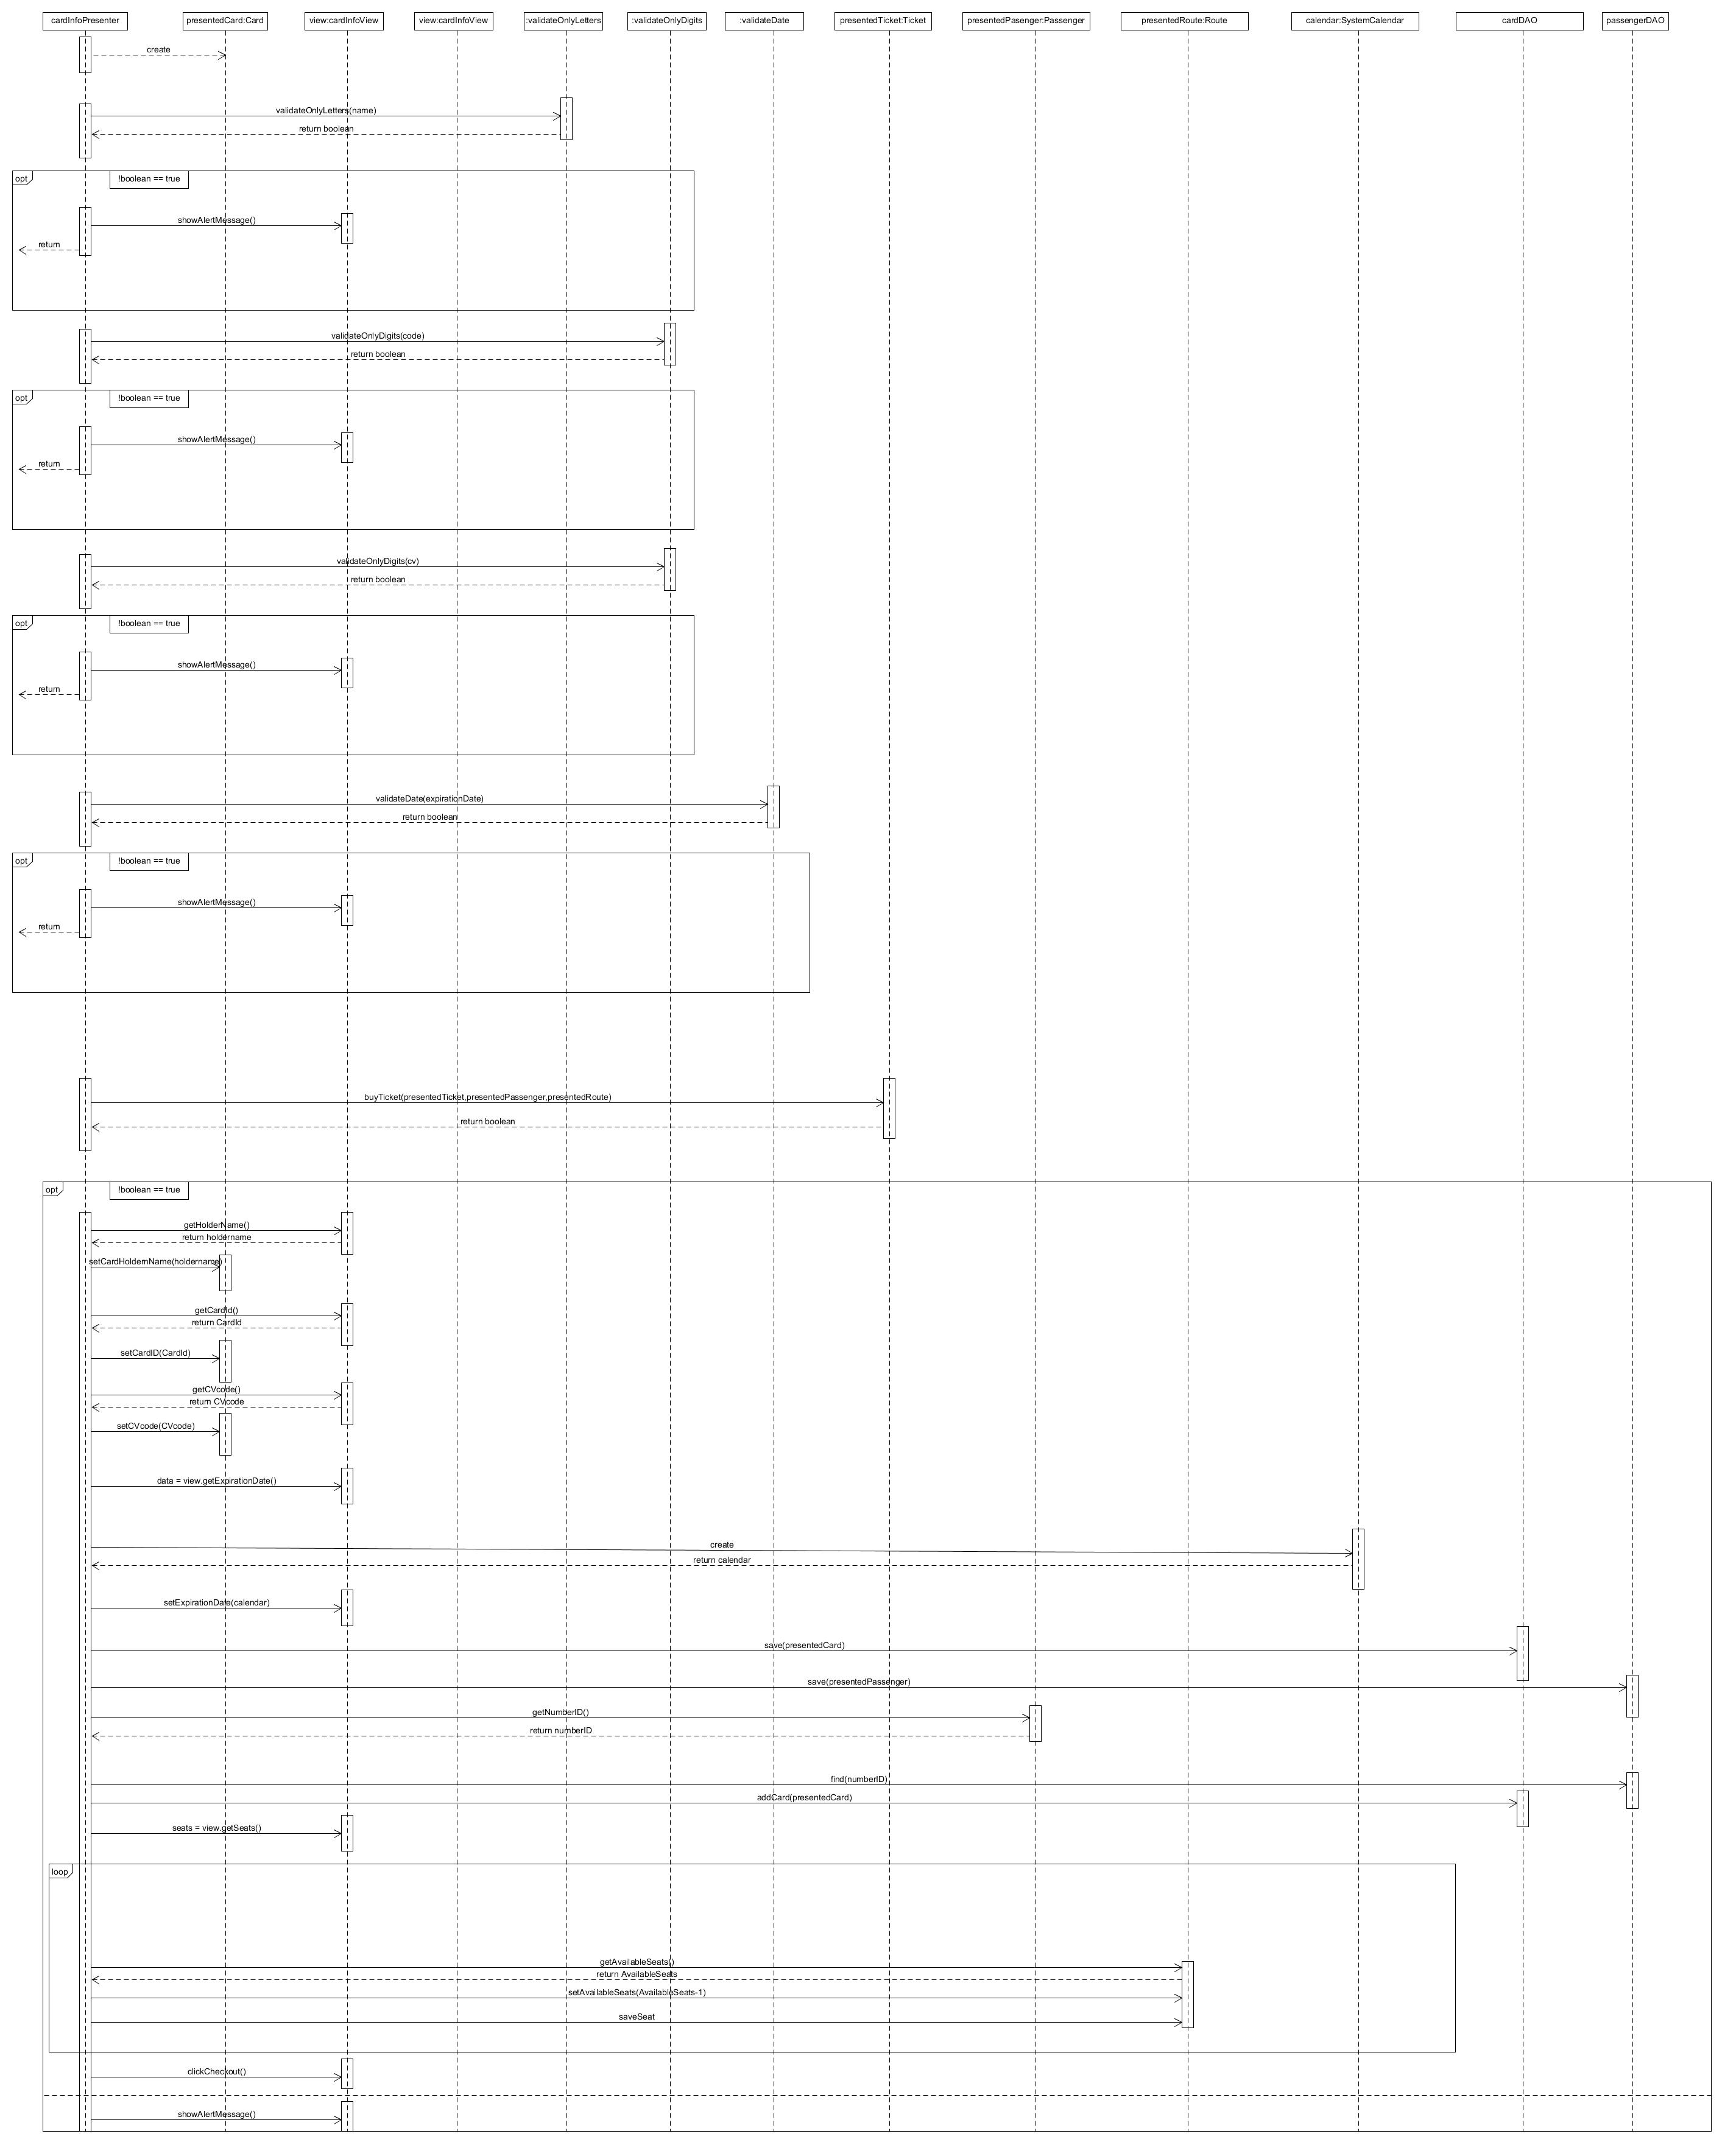 cardInfoPresenter
presentedCard:Card
view:cardInfoView
view:cardInfoView
:validateOnlyLetters
:validateOnlyDigits
:validateDate
presentedTicket:Ticket
presentedPasenger:Passenger
presentedRoute:Route
calendar:SystemCalendar
cardDAO
passengerDAO
create
validateOnlyLetters(name)
return boolean
opt
!boolean == true
showAlertMessage()
return
validateOnlyDigits(code)
return boolean
opt
!boolean == true
showAlertMessage()
return
validateOnlyDigits(cv)
return boolean
opt
!boolean == true
showAlertMessage()
return
validateDate(expirationDate)
return boolean
opt
!boolean == true
showAlertMessage()
return
buyTicket(presentedTicket,presentedPassenger,presentedRoute)
return boolean
opt
!boolean == true
getHolderName()
return holdername
setCardHoldernName(holdername)
getCardId()
return CardId
setCardID(CardId)
getCVcode()
return CVcode
setCVcode(CVcode)
data = view.getExpirationDate()
create
return calendar
setExpirationDate(calendar)
save(presentedCard)
save(presentedPassenger)
getNumberID()
return numberID
find(numberID)
addCard(presentedCard)
seats = view.getSeats()
loop
getAvailableSeats()
return AvailableSeats
setAvailableSeats(AvailableSeats-1)
saveSeat
clickCheckout()
showAlertMessage()